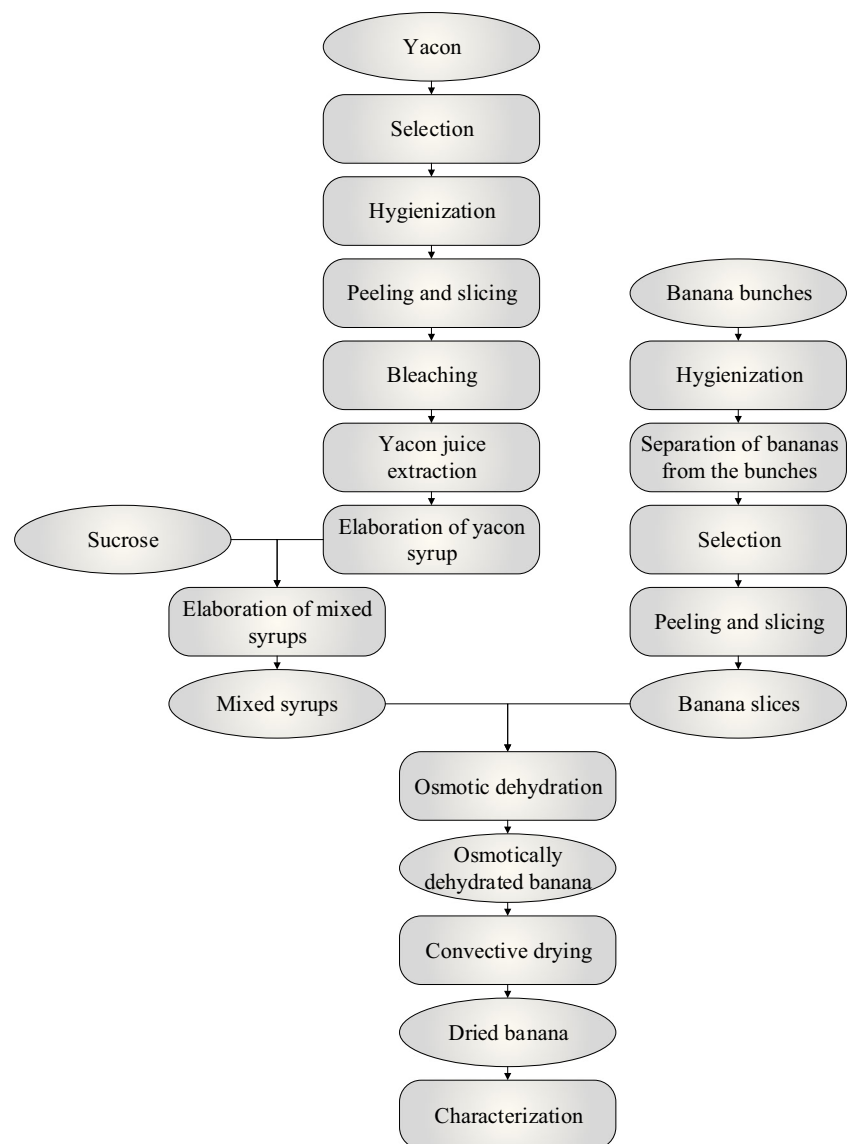 Yacon
Selection
Hygienization
Peeling and slicing
Bleaching
Yacon juice
extraction
Elaboration of yacon
syrup
Sucrose
Elaboration of mixed
syrups
Mixed syrups
Banana bunches
Hygienization
Separation of bananas
from the bunches
Selection
Peeling and slicing
Banana slices
Osmotic dehydration
Osmotically
dehydrated banana
Convective drying
Dried banana
Characterization